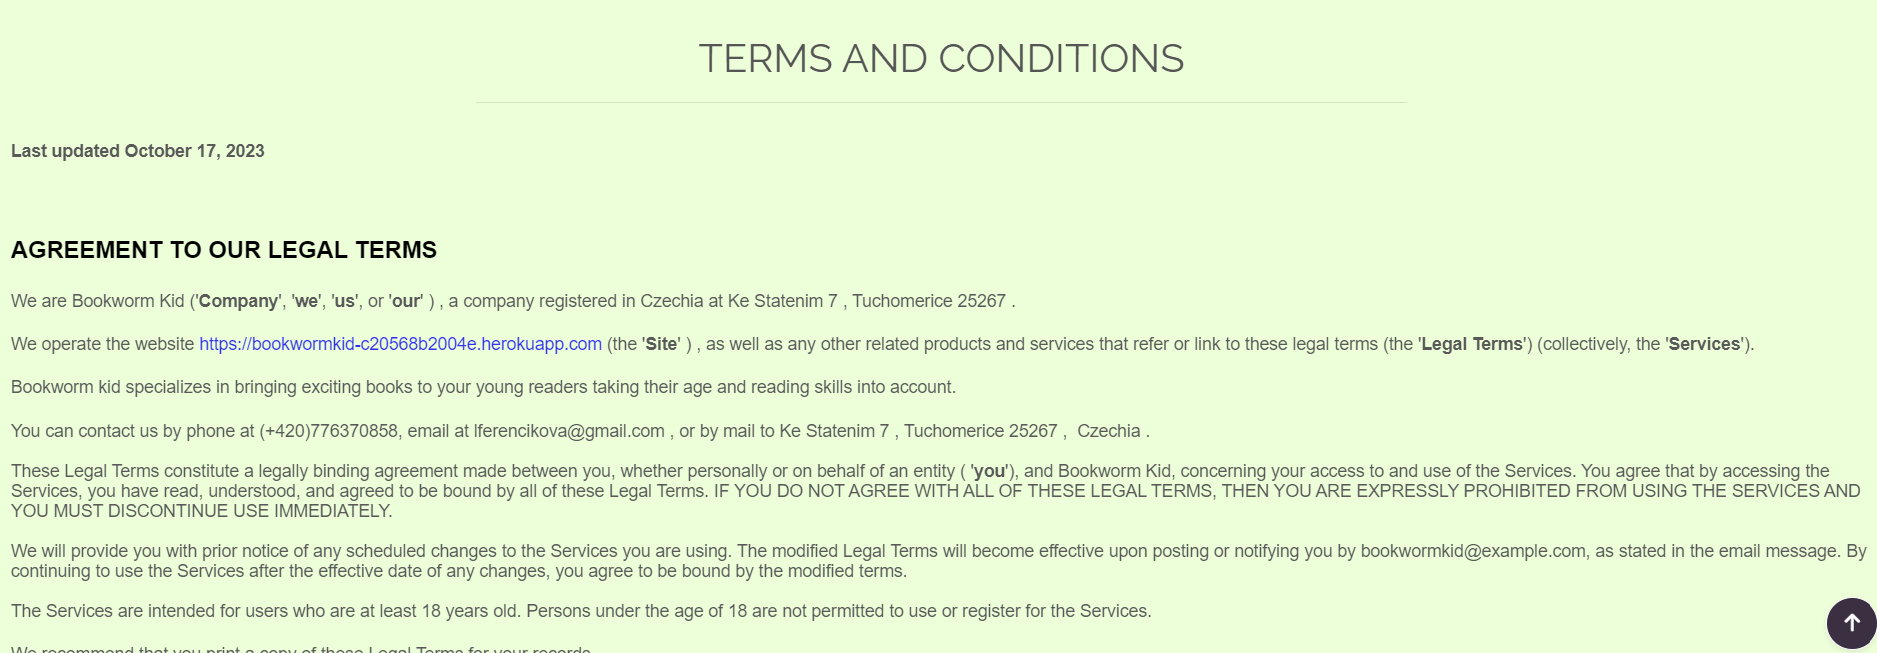 TERMS AND CONDITIONS
Last updated October 17, 2023
AGREEMENT TO OUR LEGAL TERMS
We are Bookworm Kid ('Company', 'we', 'us', or 'our' ) , a company registered in Czechia at Ke Statenim 7 , Tuchomerice 25267 .
We operate the website https://bookwormkid-c20568b2004e.herokuapp.com (the 'Site' ) , as well as any other related products and services that refer or link to these legal terms (the 'Legal Terms') (collectively, the 'Services').
Bookworm kid specializes in bringing exciting books to your young readers taking their age and reading skills into account.
You can contact us by phone at (+420)776370858, email at lferencikova@gmail.com , or by mail to Ke Statenim 7 , Tuchomerice 25267 , Czechia .
These Legal Terms constitute a legally binding agreement made between you, whether personally or on behalf of an entity ( 'you'), and Bookworm Kid, concerning your access to and use of the Services. You agree that by accessing the
Services, you have read, understood, and agreed to be bound by all of these Legal Terms. IF YOU DO NOT AGREE WITH ALL OF THESE LEGAL TERMS, THEN YOU ARE EXPRESSLY PROHIBITED FROM USING THE SERVICES AND
YOU MUST DISCONTINUE USE IMMEDIATELY.
We will provide you with prior notice of any scheduled changes to the Services you are using. The modified Legal Terms will become effective upon posting or notifying you by bookwormkid@example.com, as stated in the email message. By
continuing to use the Services after the effective date of any changes, you agree to be bound by the modified terms.
The Services are intended for users who are at least 18 years old. Persons under the age of 18 are not permitted to use or register for the Services.
We recommend that you print a copy of these Legal Terms for your records.